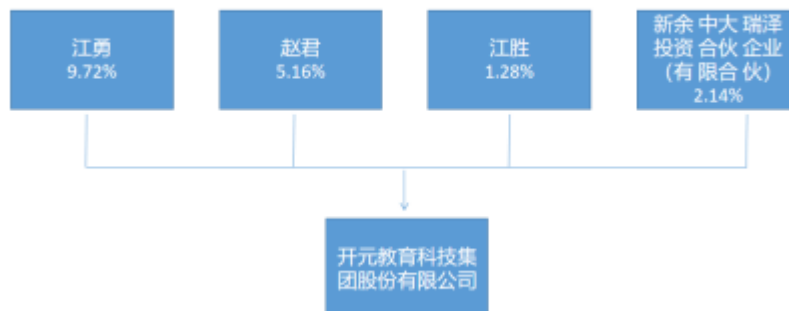 江勇
9.72%
赵君
5.16%
江胜
1.28%
新余 中大 瑞泽
投资 合伙 企业
(有 限合 伙)
2.14%
开元教育科技集
团股份有限公司